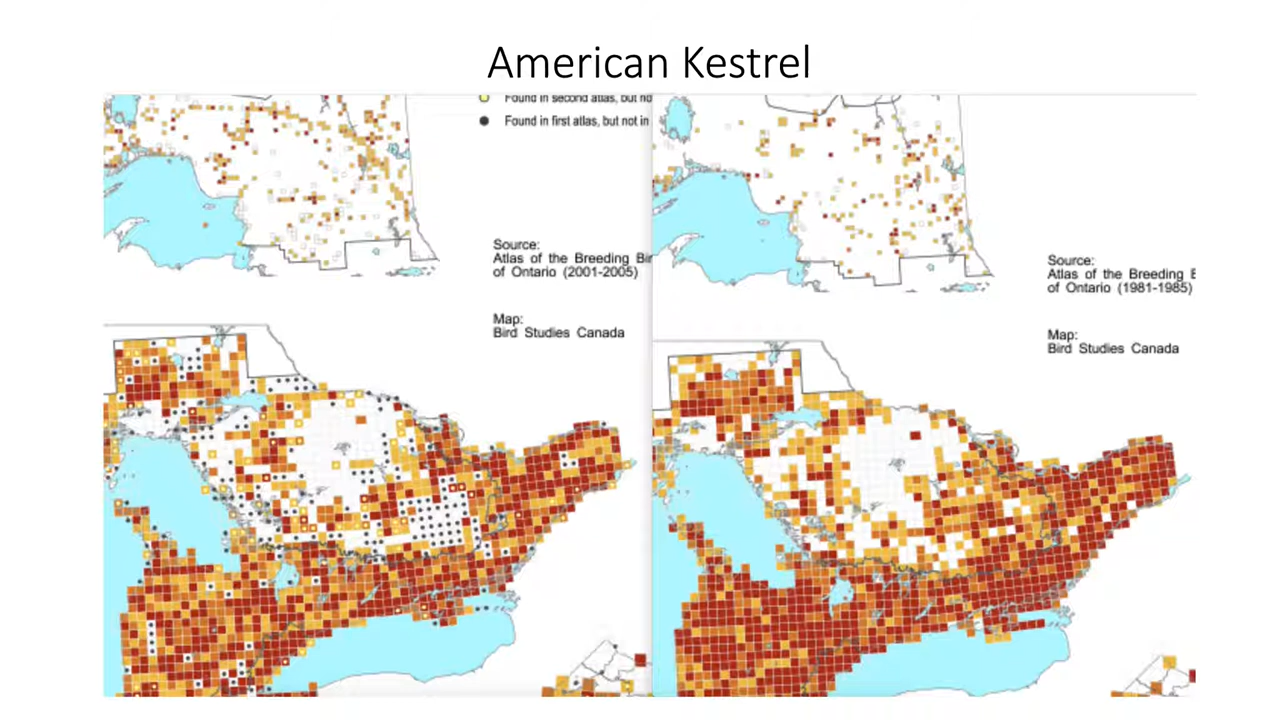 American Kestrel
Found in second atlas, but no
Found in first atlas, but not in
Source:
Atlas of the Breeding Bir
of Ontario (2001-2005)
Map:
Bird Studies Canada
Source:
Atlas of the Breeding B
of Ontario (1981-1985)
Map:
Bird Studies Canada